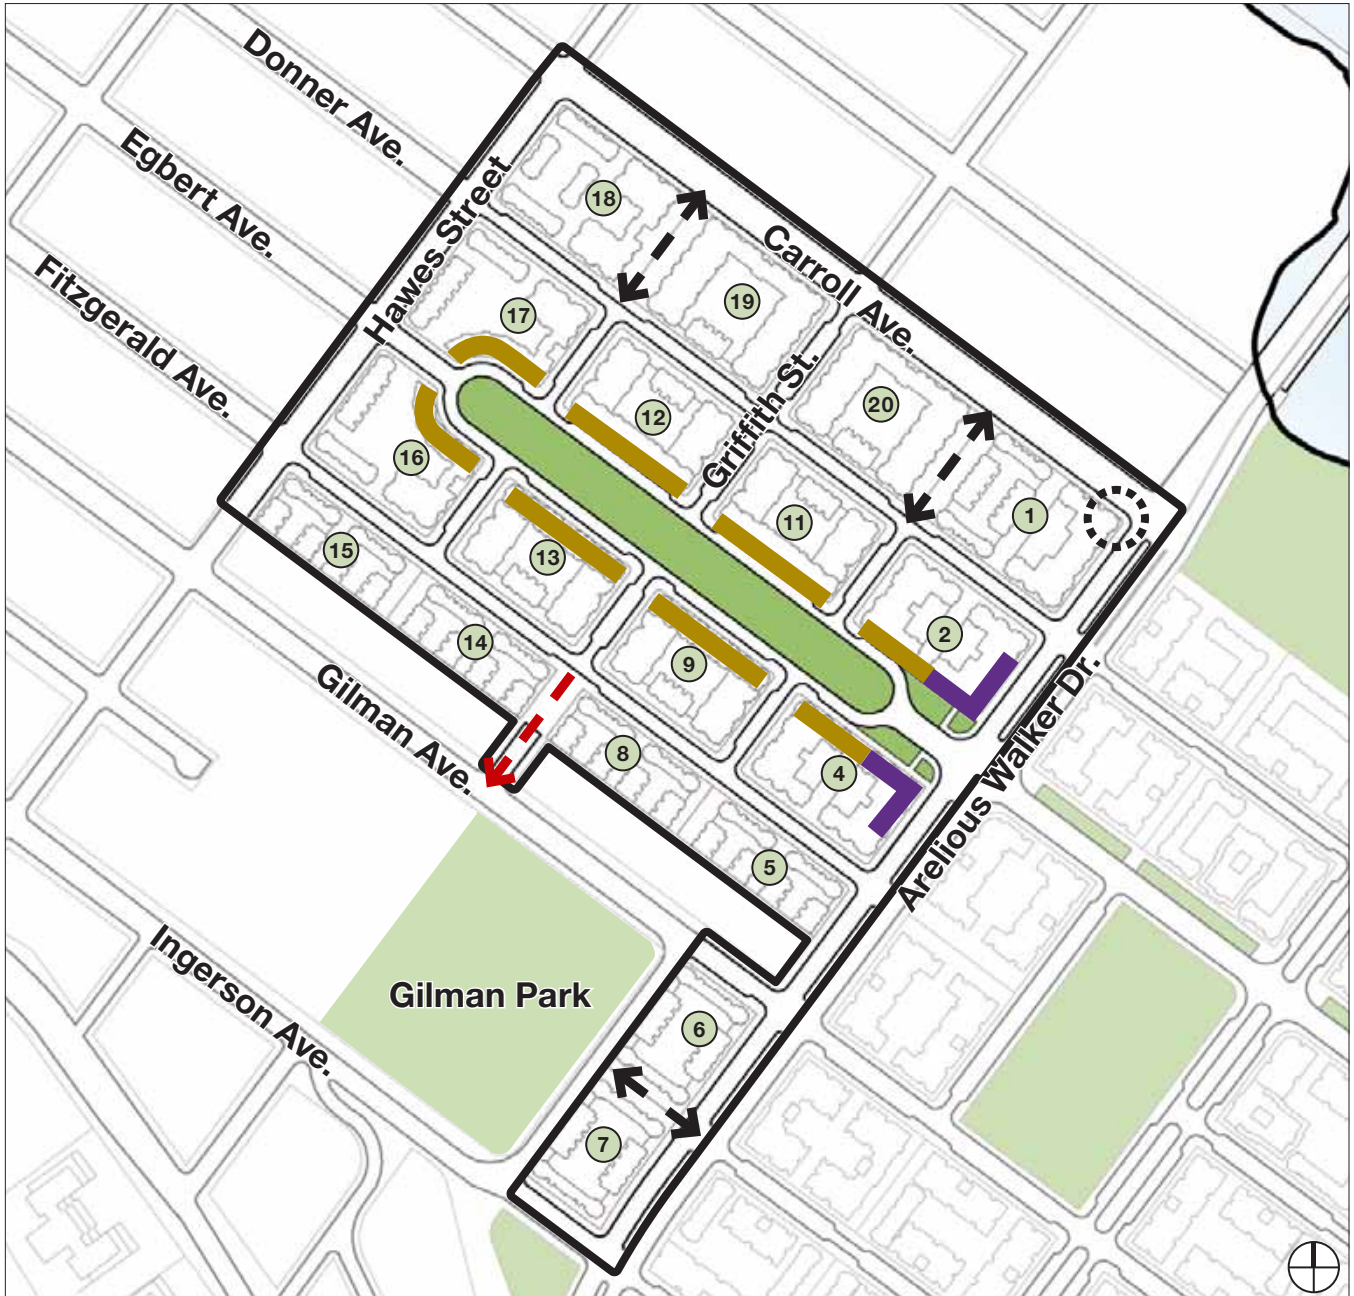 Donner Ave.
Egbert Ave.
Fitzgerald Ave.
Hawes Street
Carroll Ave.
Griffith St.
18
19
17
12
20
16
11
1
15
13
2
14
9
8
4
Gilman Ave.
5
Arelious Walker Dr.
Ingerson Ave.
Gilman Park
6
7